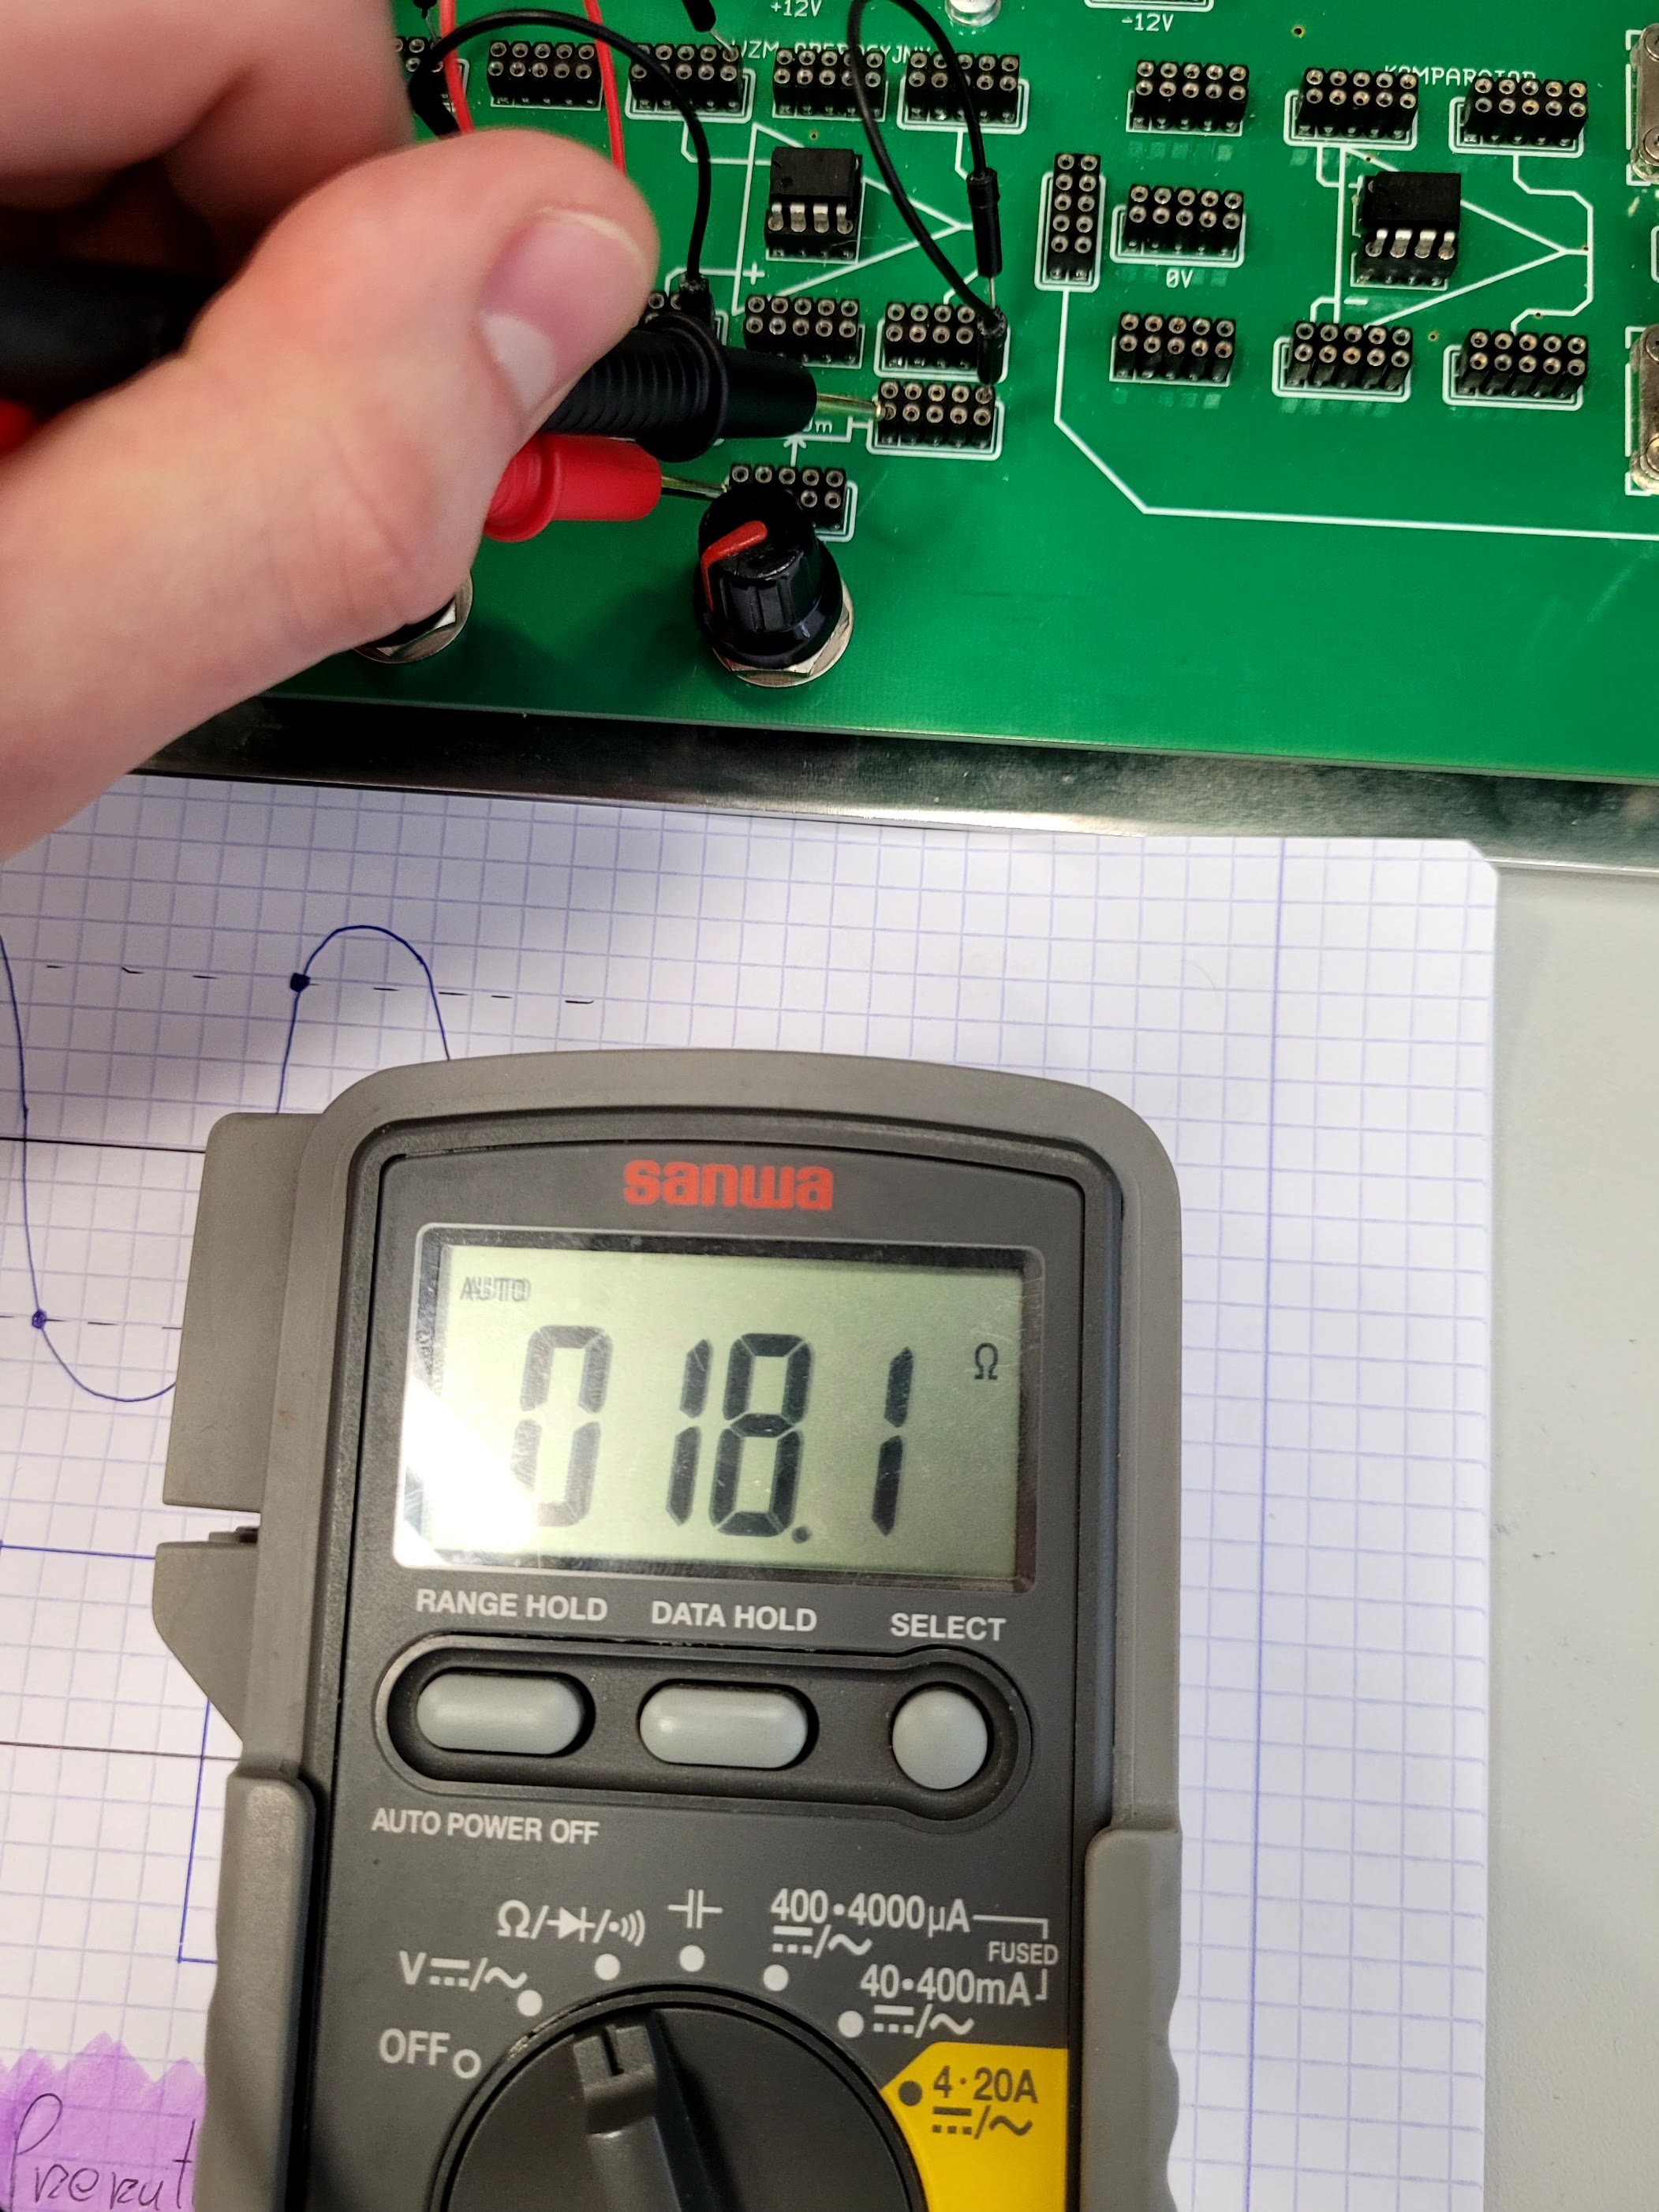 +12V
-12V
KOMPARATOR
+
0V
-
sanwa
AUTO
018.1 Ω
RANGE HOLD DATA HOLD SELECT
AUTO POWER OFF
Ω/ /
400•4000µA
FUSED
V /~
40•400mA
OFF
4•20A